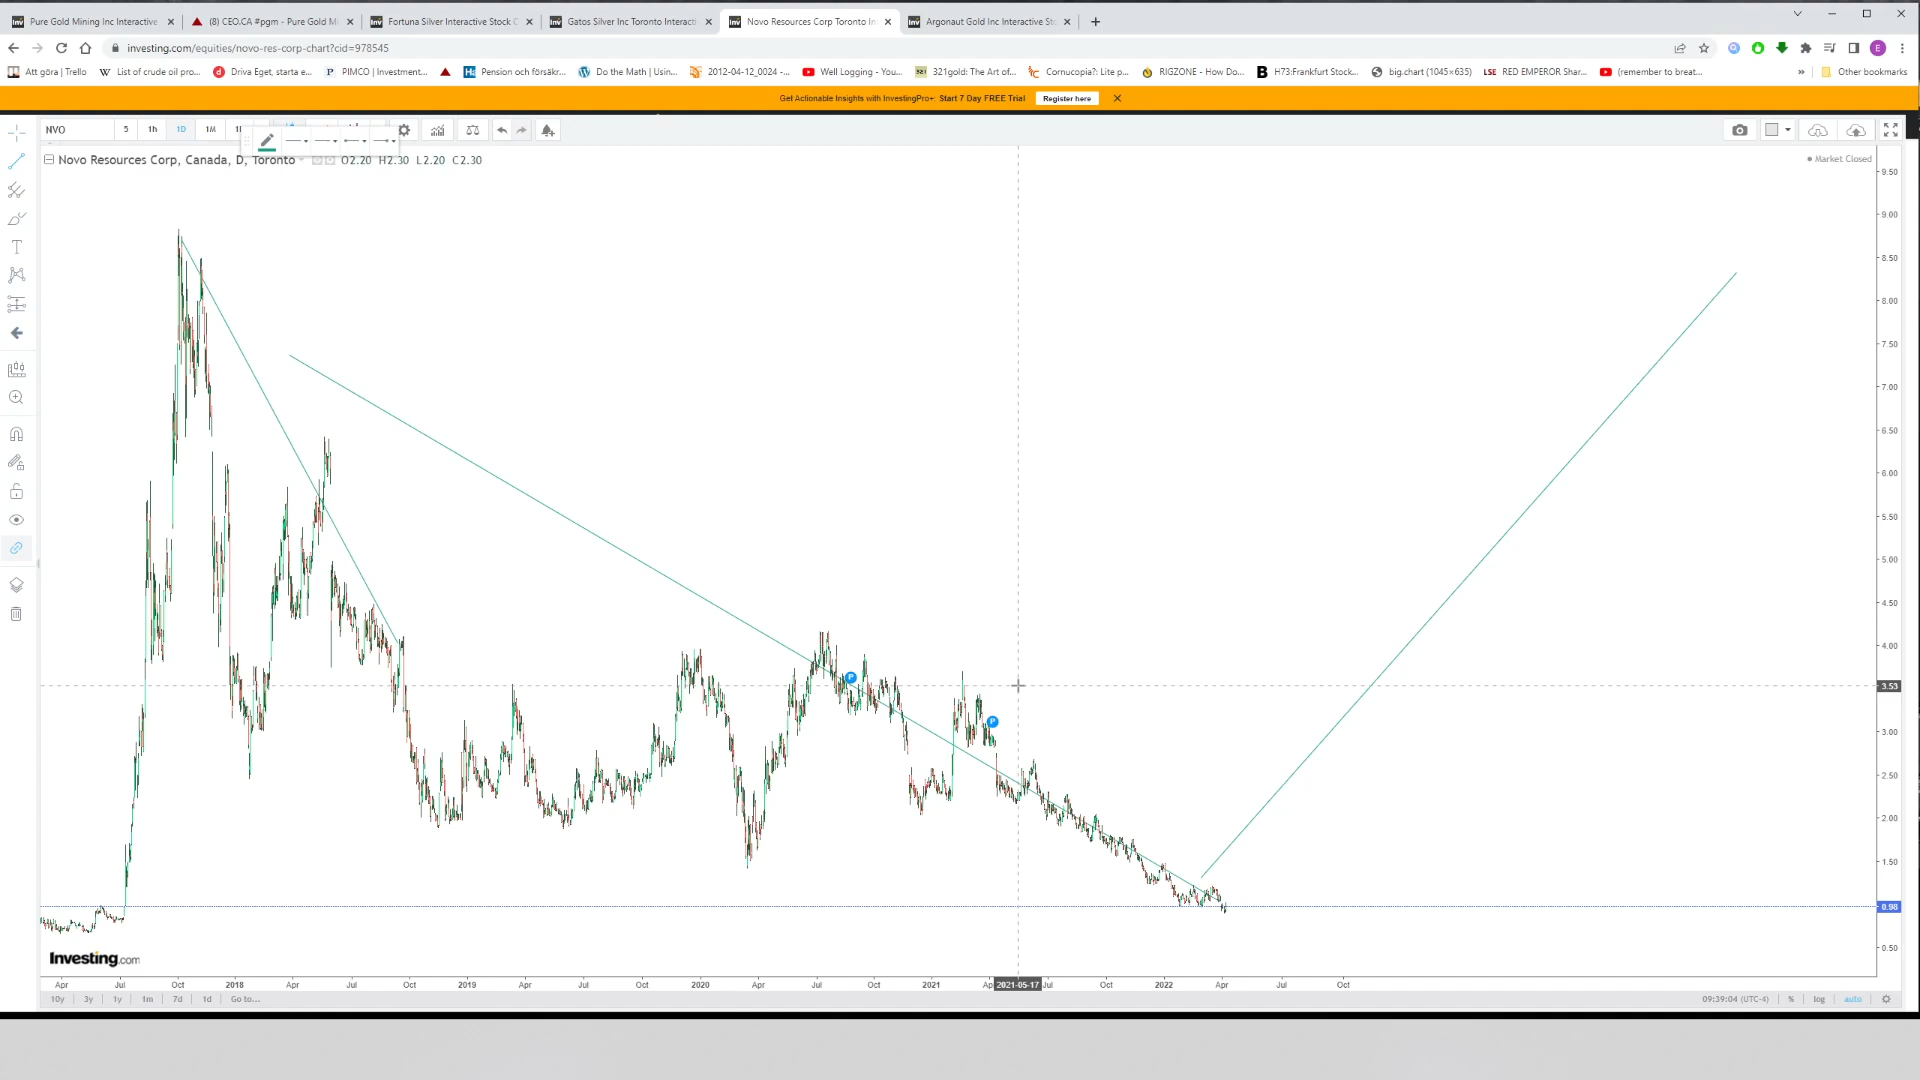 Pure Gold Mining Inc Interactive
(8) CEO.CA #pgm - Pure Gold Mi
Fortuna Silver Interactive Stock C
Gatos Silver Inc Toronto Interacti
Novo Resources Corp Toronto In
Argonaut Gold Inc Interactive Sto
investing.com/equities/novo-res-corp-chart?cid=978545
Att göra | Trello
List of crude oil pro...
Driva Eget, starta e...
PIMCO | Investment...
Pension och försäkr...
Do the Math | Usin...
2012-04-12_0024 -...
Well Logging - You...
321gold: The Art of...
Cornucopia?: Lite p...
RIGZONE - How Do...
H73:Frankfurt Stock...
big.chart (1045×635)
LSE RED EMPEROR Shar...
(remember to breat...
Other bookmarks
Get Actionable Insights with InvestingPro+: Start 7 Day FREE Trial
Register here
NVO 5 1h 1D 1M
Novo Resources Corp, Canada, D, Toronto O2.20 H2.30 L2.20 C2.30
Market Closed
9.50
9.00
8.50
8.00
7.50
7.00
6.50
6.00
5.50
5.00
4.50
4.00
3.53
3.00
2.50
2.00
1.50
0.98
0.50
P
P
Investing.com
Apr Jul Oct 2018 Apr Jul Oct 2019 Apr Jul Oct 2020 Apr Jul Oct 2021 Ap 2021-05-17 Jul Oct 2022 Apr Jul Oct
10y 3y 1y 1m 7d 1d Go to...
09:39:04 (UTC-4) % log auto